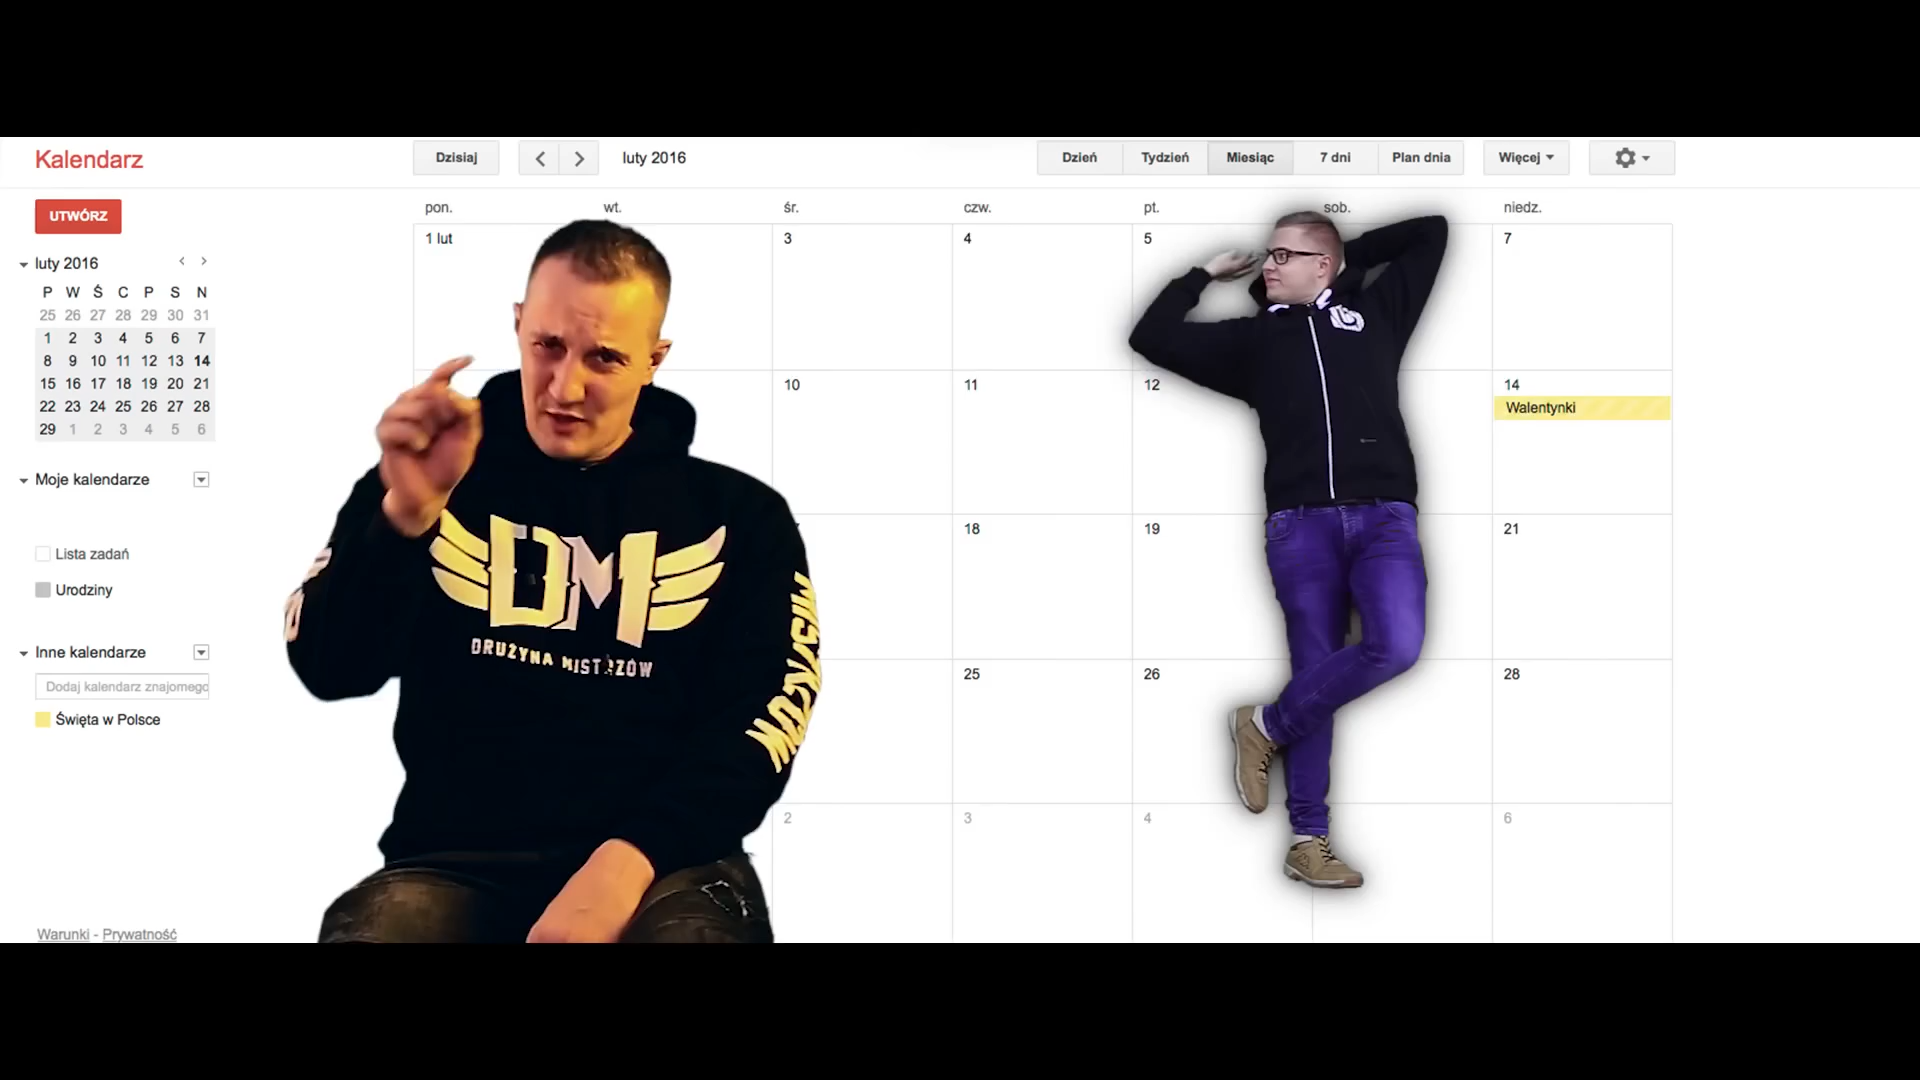 Kalendarz
Dzisiaj
luty 2016
Dzień Tydzień Miesiąc 7 dni Plan dnia
Więcej
UTWÓRZ
luty 2016
P W Ś C P S N
25 26 27 28 29 30 31
1 2 3 4 5 6 7
8 9 10 11 12 13 14
15 16 17 18 19 20 21
22 23 24 25 26 27 28
29 1 2 3 4 5 6
Moje kalendarze
Lista zadań
Urodziny
Inne kalendarze
Dodaj kalendarz znajomego
Święta w Polsce
Warunki - Prywatność
pon. wt. śr. czw. pt. sob. niedz.
1 lut 3 4 5 7
10 11 12 14
Walentynki
18 19 21
25 26 28
2 3 4 6
DM
DRUŻYNA MISTRZÓW
MISTRZÓW